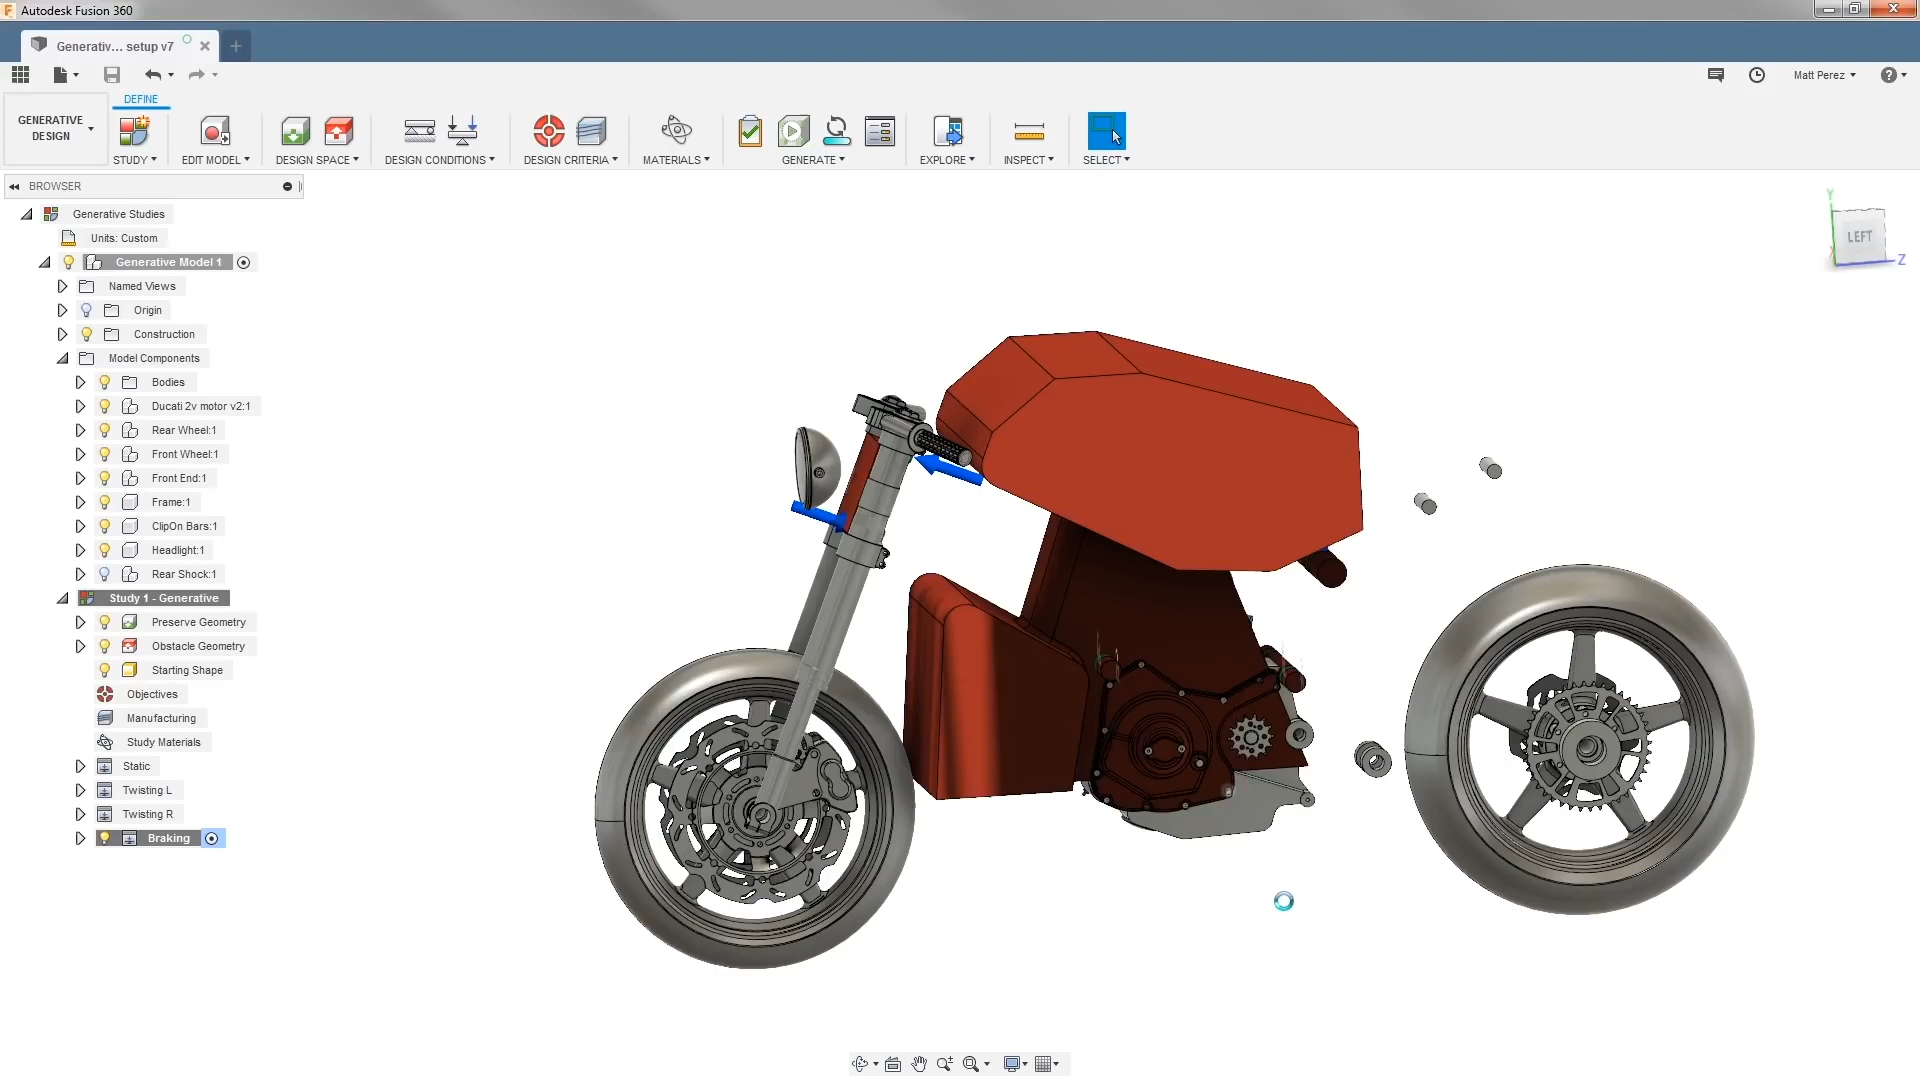 Autodesk Fusion 360
Generativ... setup v7
Matt Perez
DEFINE
GENERATIVE
DESIGN
STUDY
EDIT MODEL
DESIGN SPACE
DESIGN CONDITIONS
DESIGN CRITERIA
MATERIALS
GENERATE
EXPLORE
INSPECT
SELECT
BROWSER
Generative Studies
Units: Custom
Generative Model 1
Named Views
Origin
Construction
Model Components
Bodies
Ducati 2v motor v2:1
Rear Wheel:1
Front Wheel:1
Front End:1
Frame:1
ClipOn Bars:1
Headlight:1
Rear Shock:1
Study 1 - Generative
Preserve Geometry
Obstacle Geometry
Starting Shape
Objectives
Manufacturing
Study Materials
Static
Twisting L
Twisting R
Braking
Y
LEFT
Z